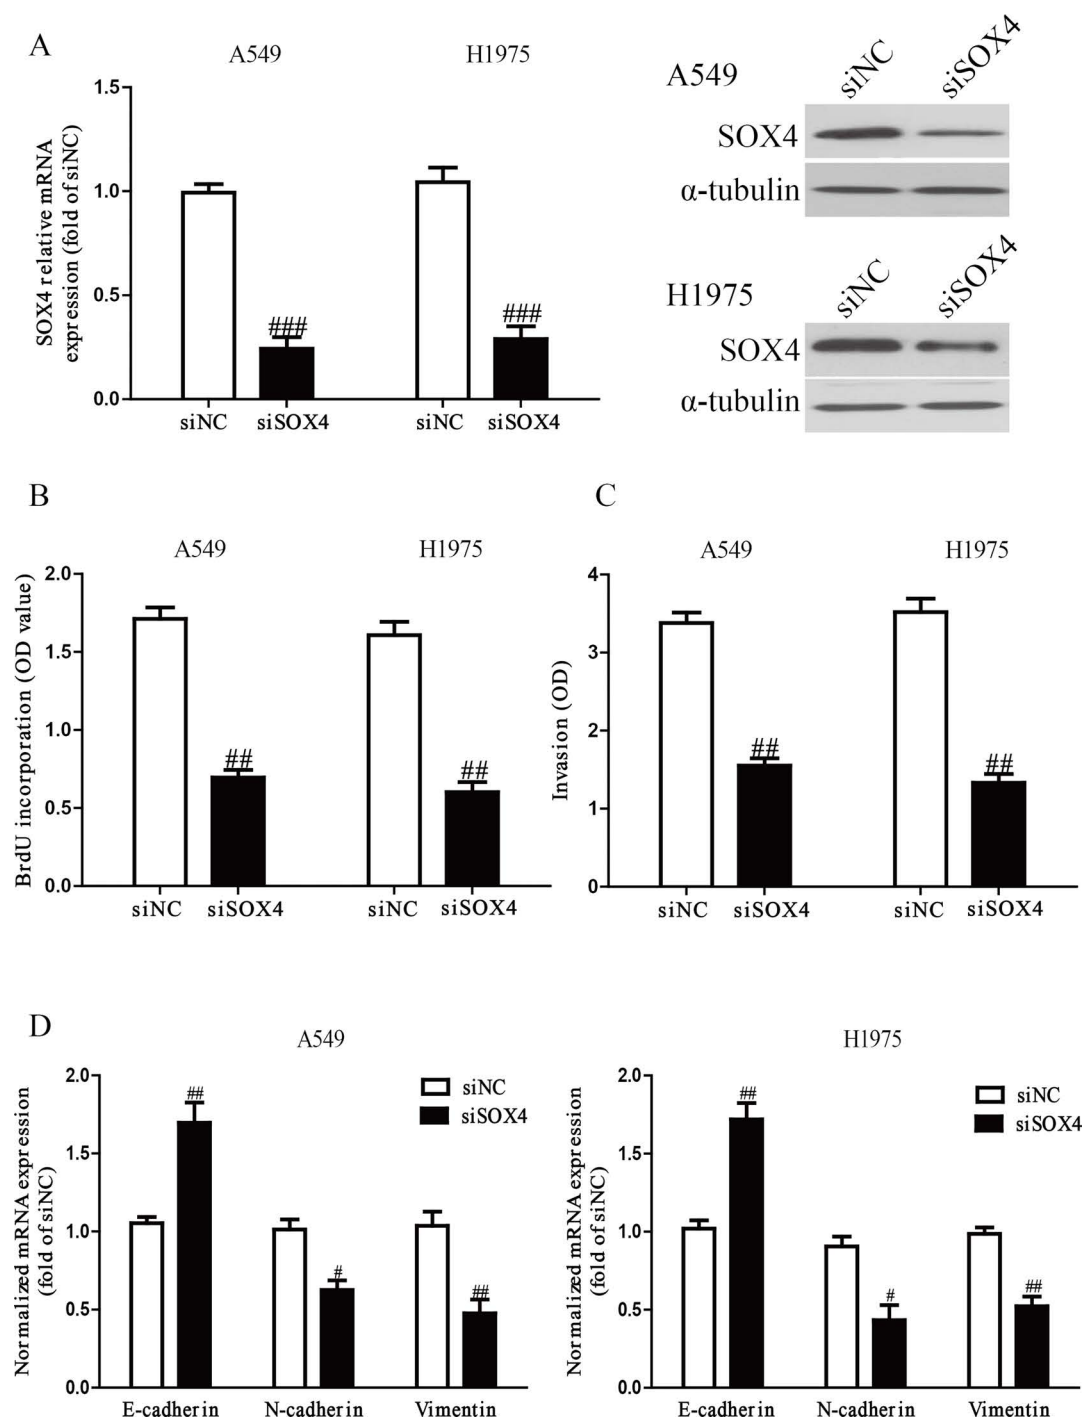 A
A549
H1975
SOX4 relative mRNA
expression (fold of siNC)
1.5
1.0
0.5
0.0
###
###
siNC
siSOX4
siNC
siSOX4
A549
siNC
siSOX4
SOX4
α-tubulin
H1975
siNC
siSOX4
SOX4
α-tubulin
B
A549
H1975
BrdU incorporation (OD value)
2.0
1.5
1.0
0.5
0.0
##
##
siNC
siSOX4
siNC
siSOX4
C
A549
H1975
Invasion (OD)
4
3
2
1
0
##
##
siNC
siSOX4
siNC
siSOX4
D
A549
Normalized mRNA expression
(fold of siNC)
2.0
1.5
1.0
0.5
0.0
siNC
siSOX4
##
#
##
E-cadherin
N-cadherin
Vimentin
H1975
Normalized mRNA expression
(fold of siNC)
2.0
1.5
1.0
0.5
0.0
siNC
siSOX4
##
#
##
E-cadherin
N-cadherin
Vimentin